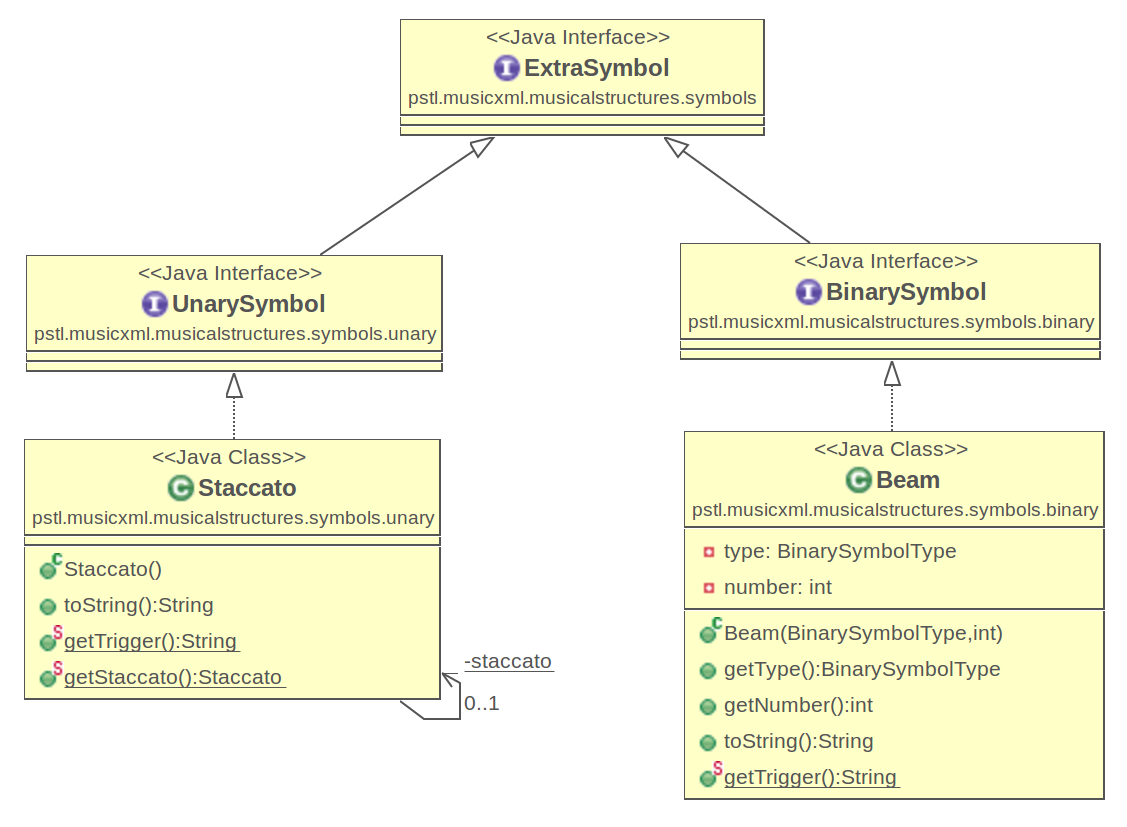 <<Java Interface>>
ExtraSymbol
pstl.musicxml.musicalstructures.symbols
<<Java Interface>>
UnarySymbol
pstl.musicxml.musicalstructures.symbols.unary
<<Java Interface>>
BinarySymbol
pstl.musicxml.musicalstructures.symbols.binary
<<Java Class>>
Staccato
pstl.musicxml.musicalstructures.symbols.unary
Staccato()
toString():String
getTrigger():String
getStaccato():Staccato
-staccato
0..1
<<Java Class>>
Beam
pstl.musicxml.musicalstructures.symbols.binary
type: BinarySymbolType
number: int
Beam(BinarySymbolType,int)
getType():BinarySymbolType
getNumber():int
toString():String
getTrigger():String